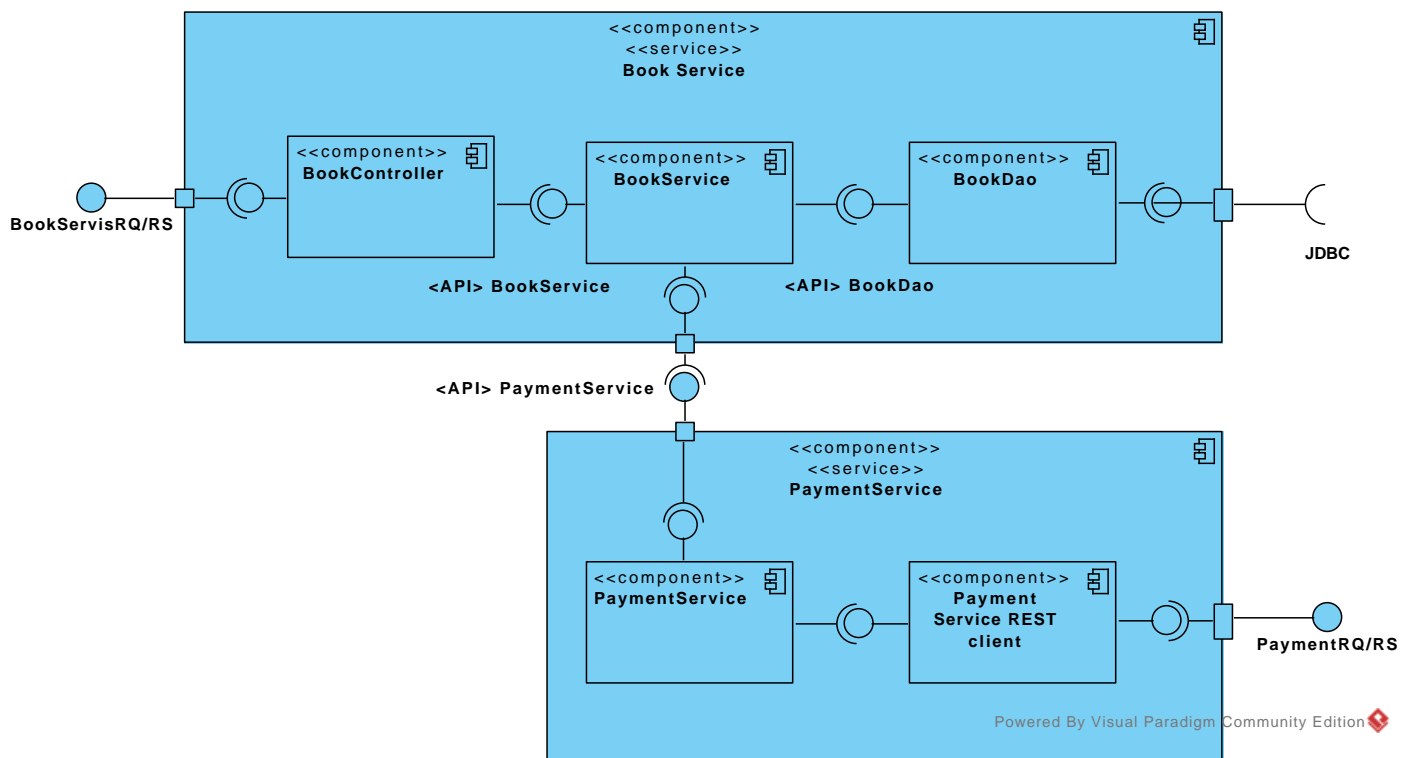 <<component>>
<<service>>
Book Service
<<component>>
BookController
<<component>>
BookService
<<component>>
BookDao
BookServisRQ/RS
JDBC
<API> BookService
<API> BookDao
<API> PaymentService
<<component>>
<<service>>
PaymentService
<<component>>
PaymentService
<<component>>
Payment
Service REST
client
PaymentRQ/RS
Powered By Visual Paradigm Community Edition